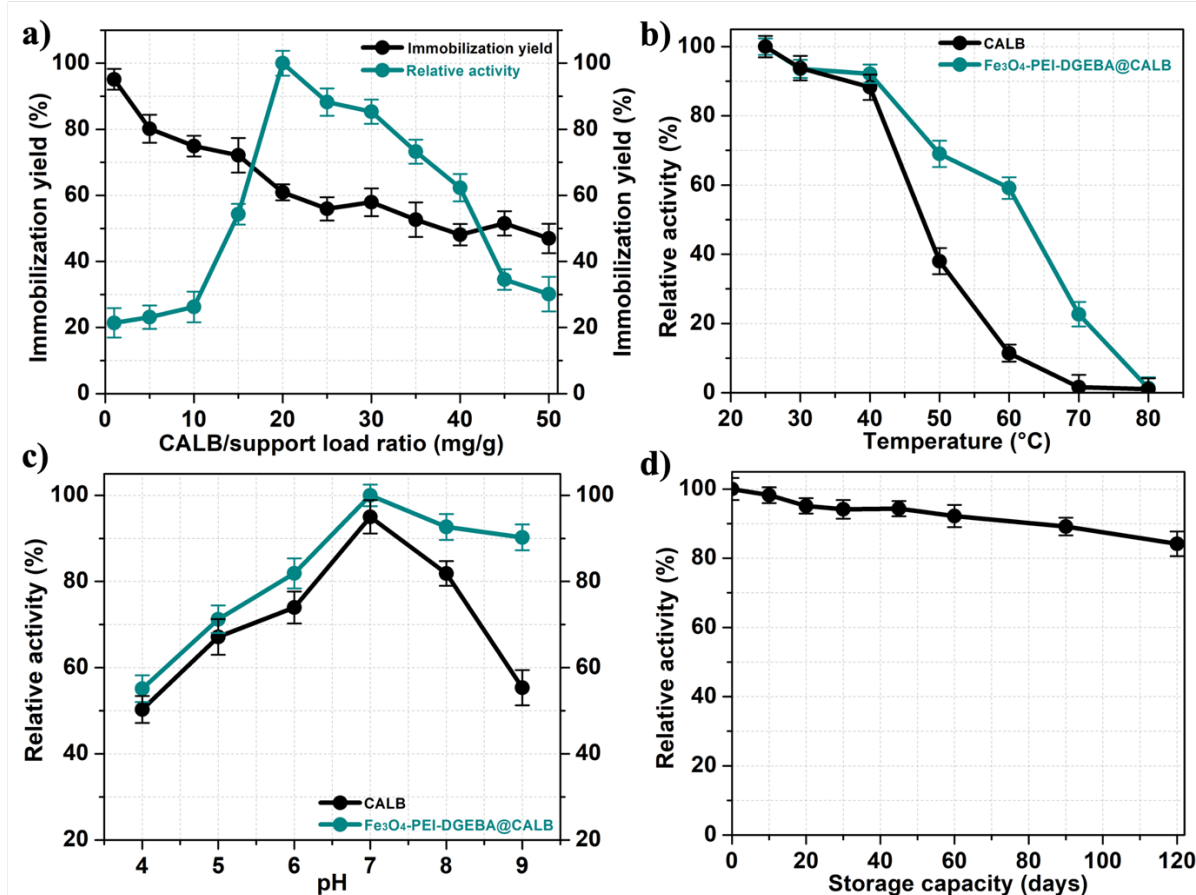 a)
Immobilization yield
Relative activity
100
80
60
40
20
0
Immobilization yield (%)
100
80
60
40
20
0
Immobilization yield (%)
0 10 20 30 40 50
CALB/support load ratio (mg/g)
b)
CALB
Fe₃O₄-PEI-DGEBA@CALB
100
80
60
40
20
0
Relative activity (%)
20 30 40 50 60 70 80
Temperature (°C)
c)
100
80
60
40
20
Relative activity (%)
100
80
60
40
20
CALB
Fe₃O₄-PEI-DGEBA@CALB
4 5 6 7 8 9
pH
d)
100
80
60
40
20
0
Relative activity (%)
0 20 40 60 80 100 120
Storage capacity (days)